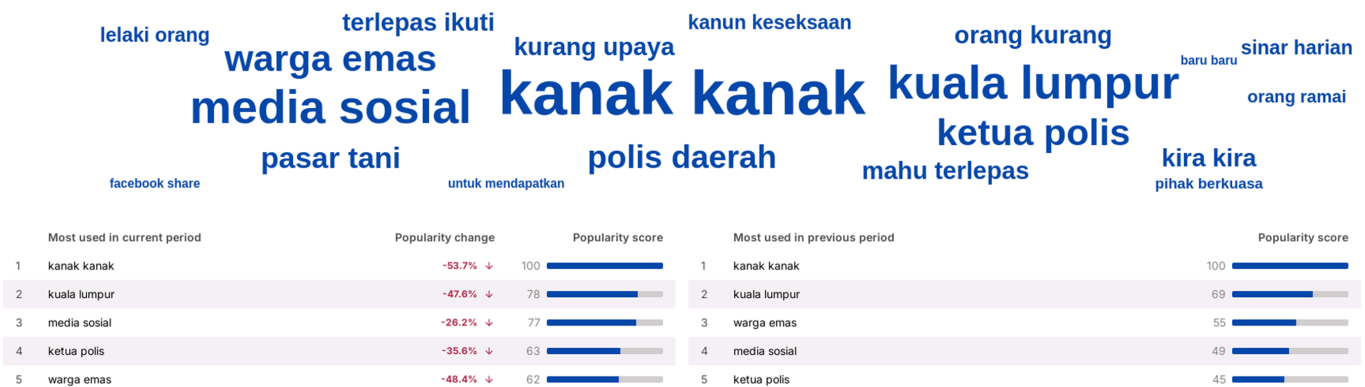 terlepas ikuti
kanun keseksaan
lelaki orang
orang kurang
kurang upaya
sinar harian
warga emas
baru baru
kanak kanak
kuala lumpur
media sosial
orang ramai
ketua polis
pasar tani
polis daerah
kira kira
mahu terlepas
facebook share
untuk mendapatkan
pihak berkuasa
Most used in current period Popularity change Popularity score
1 kanak kanak -53.7% ↓ 100
2 kuala lumpur -47.6% ↓ 78
3 media sosial -26.2% ↓ 77
4 ketua polis -35.6% ↓ 63
5 warga emas -48.4% ↓ 62
Most used in previous period Popularity score
1 kanak kanak 100
2 kuala lumpur 69
3 warga emas 55
4 media sosial 49
5 ketua polis 45